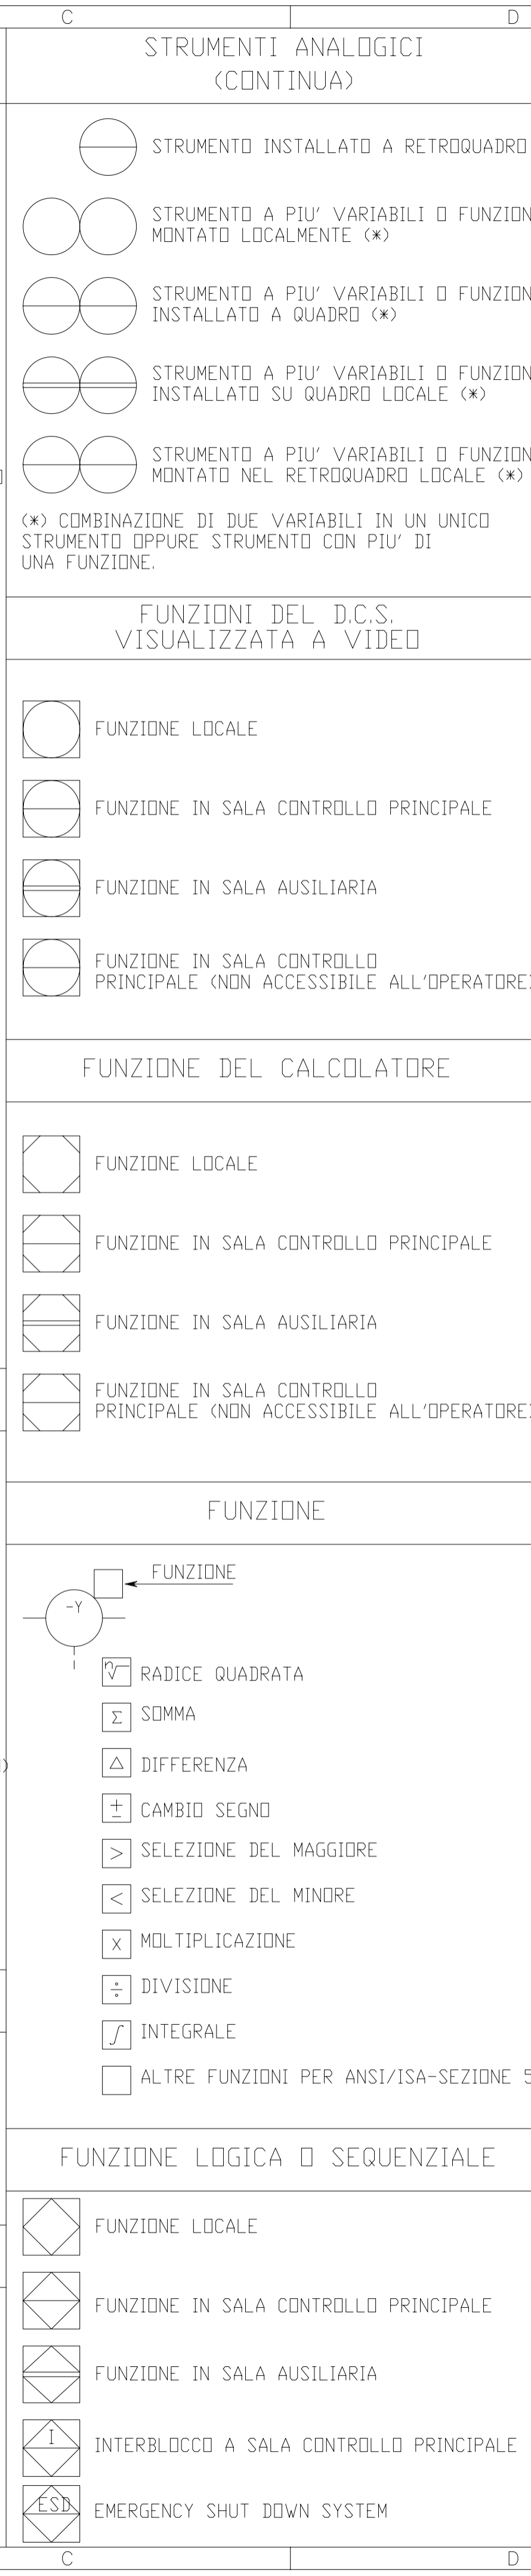 C D
STRUMENTI ANALOGICI
(CONTINUA)
STRUMENTO INSTALLATO A RETROQUADRO
STRUMENTO A PIU' VARIABILI O FUNZION
MONTATO LOCALMENTE (*)
STRUMENTO A PIU' VARIABILI O FUNZION
INSTALLATO A QUADRO (*)
STRUMENTO A PIU' VARIABILI O FUNZION
INSTALLATO SU QUADRO LOCALE (*)
STRUMENTO A PIU' VARIABILI O FUNZION
MONTATO NEL RETROQUADRO LOCALE (*)
(*) COMBINAZIONE DI DUE VARIABILI IN UN UNICO
STRUMENTO OPPURE STRUMENTO CON PIU' DI
UNA FUNZIONE.
FUNZIONI DEL D.C.S.
VISUALIZZATA A VIDEO
FUNZIONE LOCALE
FUNZIONE IN SALA CONTROLLO PRINCIPALE
FUNZIONE IN SALA AUSILIARIA
FUNZIONE IN SALA CONTROLLO
PRINCIPALE (NON ACCESSIBILE ALL'OPERATORE)
FUNZIONE DEL CALCOLATORE
FUNZIONE LOCALE
FUNZIONE IN SALA CONTROLLO PRINCIPALE
FUNZIONE IN SALA AUSILIARIA
FUNZIONE IN SALA CONTROLLO
PRINCIPALE (NON ACCESSIBILE ALL'OPERATORE)
FUNZIONE
FUNZIONE
-Y
n√ RADICE QUADRATA
Σ SOMMA
△ DIFFERENZA
± CAMBIO SEGNO
> SELEZIONE DEL MAGGIORE
< SELEZIONE DEL MINORE
X MOLTIPLICAZIONE
÷ DIVISIONE
∫ INTEGRALE
ALTRE FUNZIONI PER ANSI/ISA-SEZIONE 5
FUNZIONE LOGICA O SEQUENZIALE
FUNZIONE LOCALE
FUNZIONE IN SALA CONTROLLO PRINCIPALE
FUNZIONE IN SALA AUSILIARIA
I INTERBLOCCO A SALA CONTROLLO PRINCIPALE
ESD EMERGENCY SHUT DOWN SYSTEM
C D